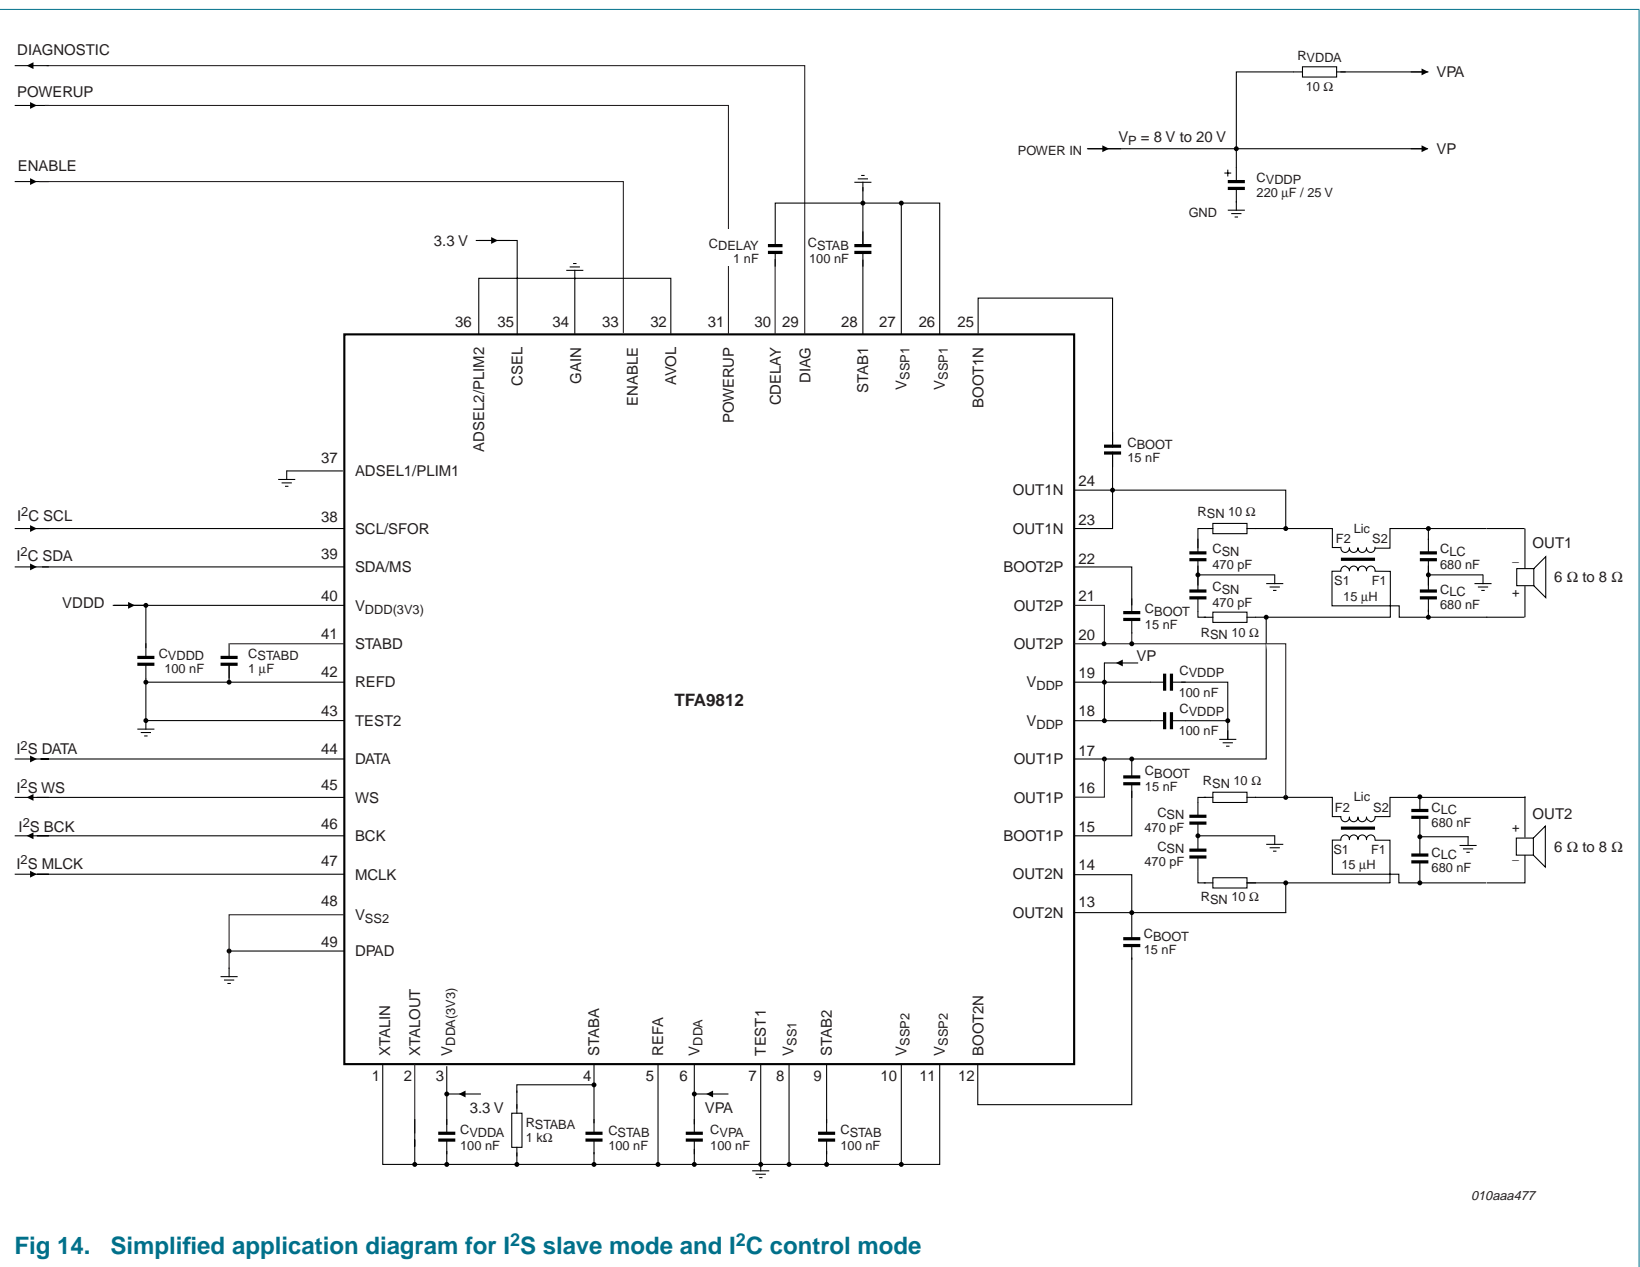 DIAGNOSTIC
POWERUP
ENABLE
3.3 V
CDELAY
1 nF
CSTAB
100 nF
RVDDA
10 Ω
VPA
POWER IN
VP = 8 V to 20 V
VP
+
CVDDP
220 μF / 25 V
GND
36
35
34
33
32
31
30
29
28
27
26
25
ADSEL2/PLIM2
CSEL
GAIN
ENABLE
AVOL
POWERUP
CDELAY
DIAG
STAB1
VSSP1
VSSP1
BOOT1N
37
ADSEL1/PLIM1
I2C SCL
38
SCL/SFOR
I2C SDA
39
SDA/MS
VDDD
40
VDDD(3V3)
41
STABD
CVDDD
100 nF
CSTABD
1 μF
42
REFD
43
TEST2
I2S DATA
44
DATA
I2S WS
45
WS
I2S BCK
46
BCK
I2S MLCK
47
MCLK
48
VSS2
49
DPAD
TFA9812
OUT1N
24
OUT1N
23
BOOT2P
22
OUT2P
21
OUT2P
20
VDDP
19
VDDP
18
OUT1P
17
OUT1P
16
BOOT1P
15
OUT2N
14
OUT2N
13
CBOOT
15 nF
CBOOT
15 nF
VP
CVDDP
100 nF
CVDDP
100 nF
CBOOT
15 nF
CBOOT
15 nF
RSN 10 Ω
CSN
470 pF
CSN
470 pF
RSN 10 Ω
Lic
F2 S2
S1 F1
15 μH
CLC
680 nF
CLC
680 nF
OUT1
–
+
6 Ω to 8 Ω
RSN 10 Ω
CSN
470 pF
CSN
470 pF
RSN 10 Ω
Lic
F2 S2
S1 F1
15 μH
CLC
680 nF
CLC
680 nF
OUT2
+
–
6 Ω to 8 Ω
XTALIN
XTALOUT
VDDA(3V3)
STABA
REFA
VDDA
TEST1
VSS1
STAB2
VSSP2
VSSP2
BOOT2N
1
2
3
4
5
6
7
8
9
10
11
12
3.3 V
VPA
CVDDA
100 nF
RSTABA
1 kΩ
CSTAB
100 nF
CVPA
100 nF
CSTAB
100 nF
010aaa477
Fig 14. Simplified application diagram for I2S slave mode and I2C control mode